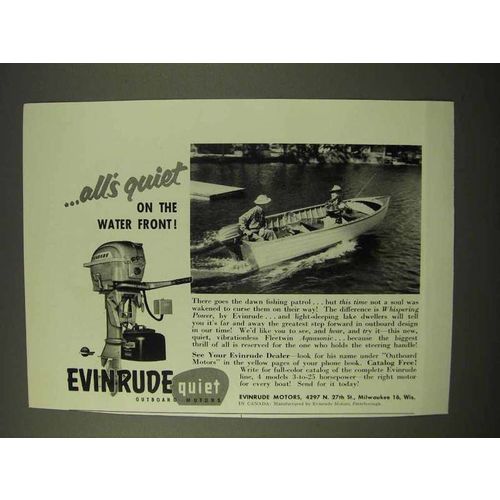 ...all's quiet
ON THE
WATER FRONT!
There goes the dawn fishing patrol . . . but this time not a soul was
wakened to curse them on their way! The difference is Whispering
Power, by Evinrude . . . and light-sleeping lake dwellers will tell
you it's far and away the greatest step forward in outboard design
in our time! We'd like you to see, and hear, and try it—this new,
quiet, vibrationless Fleetwin Aquasonic . . . because the biggest
thrill of all is reserved for the one who holds the steering handle!
See Your Evinrude Dealer—look for his name under "Outboard
Motors" in the yellow pages of your phone book. Catalog Free!
Write for full-color catalog of the complete Evinrude
line, 4 models 3-to-25 horsepower—the right motor
for every boat! Send for it today!
EVINRUDE MOTORS, 4297 N. 27th St., Milwaukee 16, Wis.
IN CANADA: Manufactured by Evinrude Motors, Peterborough
EVINRUDE quiet
OUTBOARD MOTORS